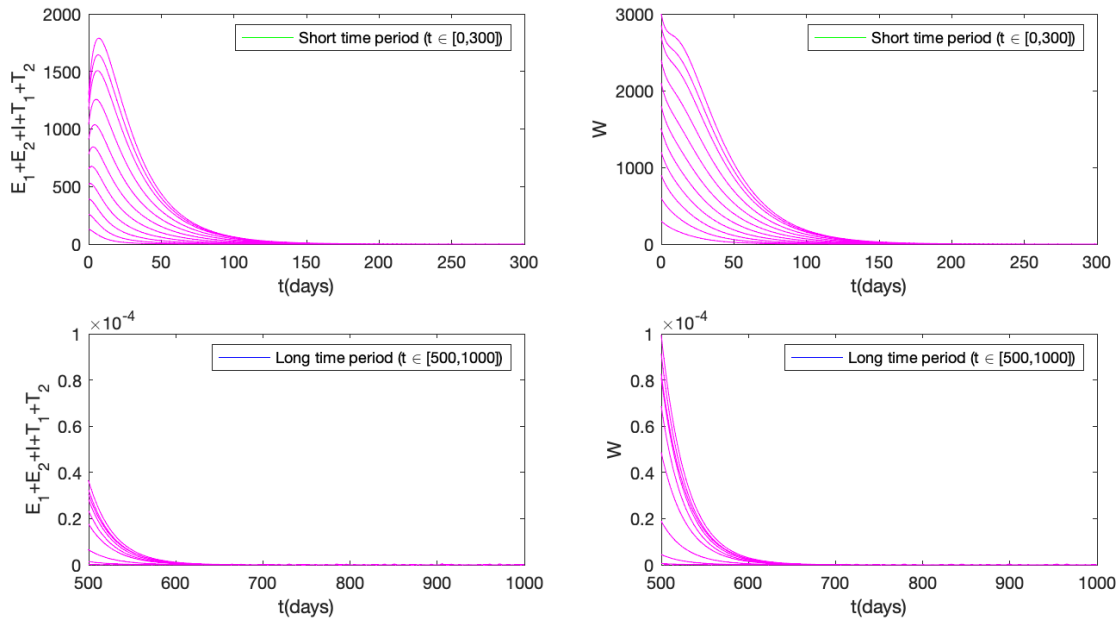 2000
1500
1000
500
0
E₁+E₂+I+T₁+T₂
Short time period (t ∈ [0,300])
0 50 100 150 200 250 300
t(days)
3000
2000
1000
0
W
Short time period (t ∈ [0,300])
0 50 100 150 200 250 300
t(days)
×10⁻⁴
1
0.8
0.6
0.4
0.2
0
E₁+E₂+I+T₁+T₂
Long time period (t ∈ [500,1000])
500 600 700 800 900 1000
t(days)
×10⁻⁴
1
0.8
0.6
0.4
0.2
0
W
Long time period (t ∈ [500,1000])
500 600 700 800 900 1000
t(days)